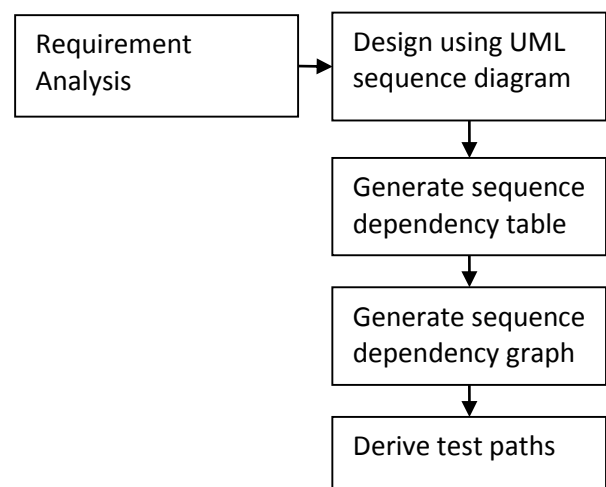 Requirement
Analysis
Design using UML
sequence diagram
Generate sequence
dependency table
Generate sequence
dependency graph
Derive test paths